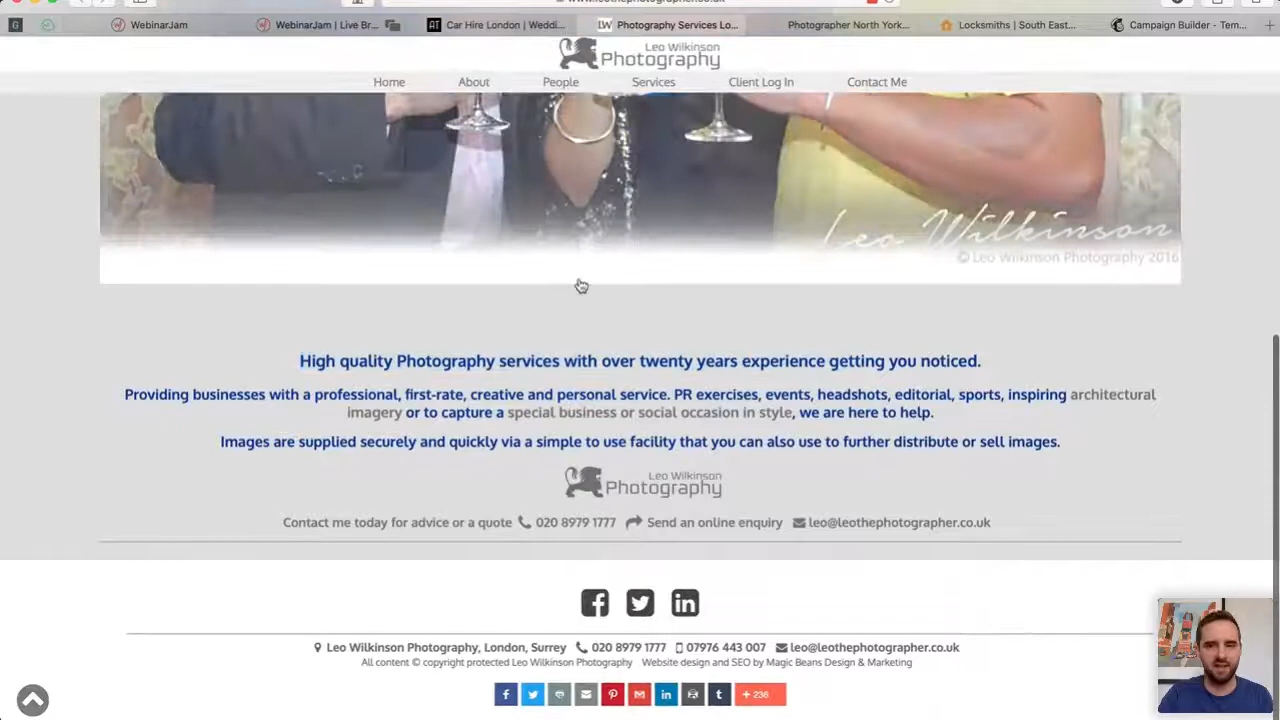 www.leothephotographer.co.uk
G WebinarJam WebinarJam | Live Br... AT Car Hire London | Weddi... LW Photography Services Lo... Photographer North York... Locksmiths | South East... Campaign Builder - Tem...
Leo Wilkinson
Photography
Home About People Services Client Log In Contact Me
Leo Wilkinson
© Leo Wilkinson Photography 2016
High quality Photography services with over twenty years experience getting you noticed.
Providing businesses with a professional, first-rate, creative and personal service. PR exercises, events, headshots, editorial, sports, inspiring architectural
imagery or to capture a special business or social occasion in style, we are here to help.
Images are supplied securely and quickly via a simple to use facility that you can also use to further distribute or sell images.
Leo Wilkinson
Photography
Contact me today for advice or a quote 020 8979 1777 Send an online enquiry leo@leothephotographer.co.uk
Leo Wilkinson Photography, London, Surrey 020 8979 1777 07976 443 007 leo@leothephotographer.co.uk
All content © copyright protected Leo Wilkinson Photography Website design and SEO by Magic Beans Design & Marketing
236